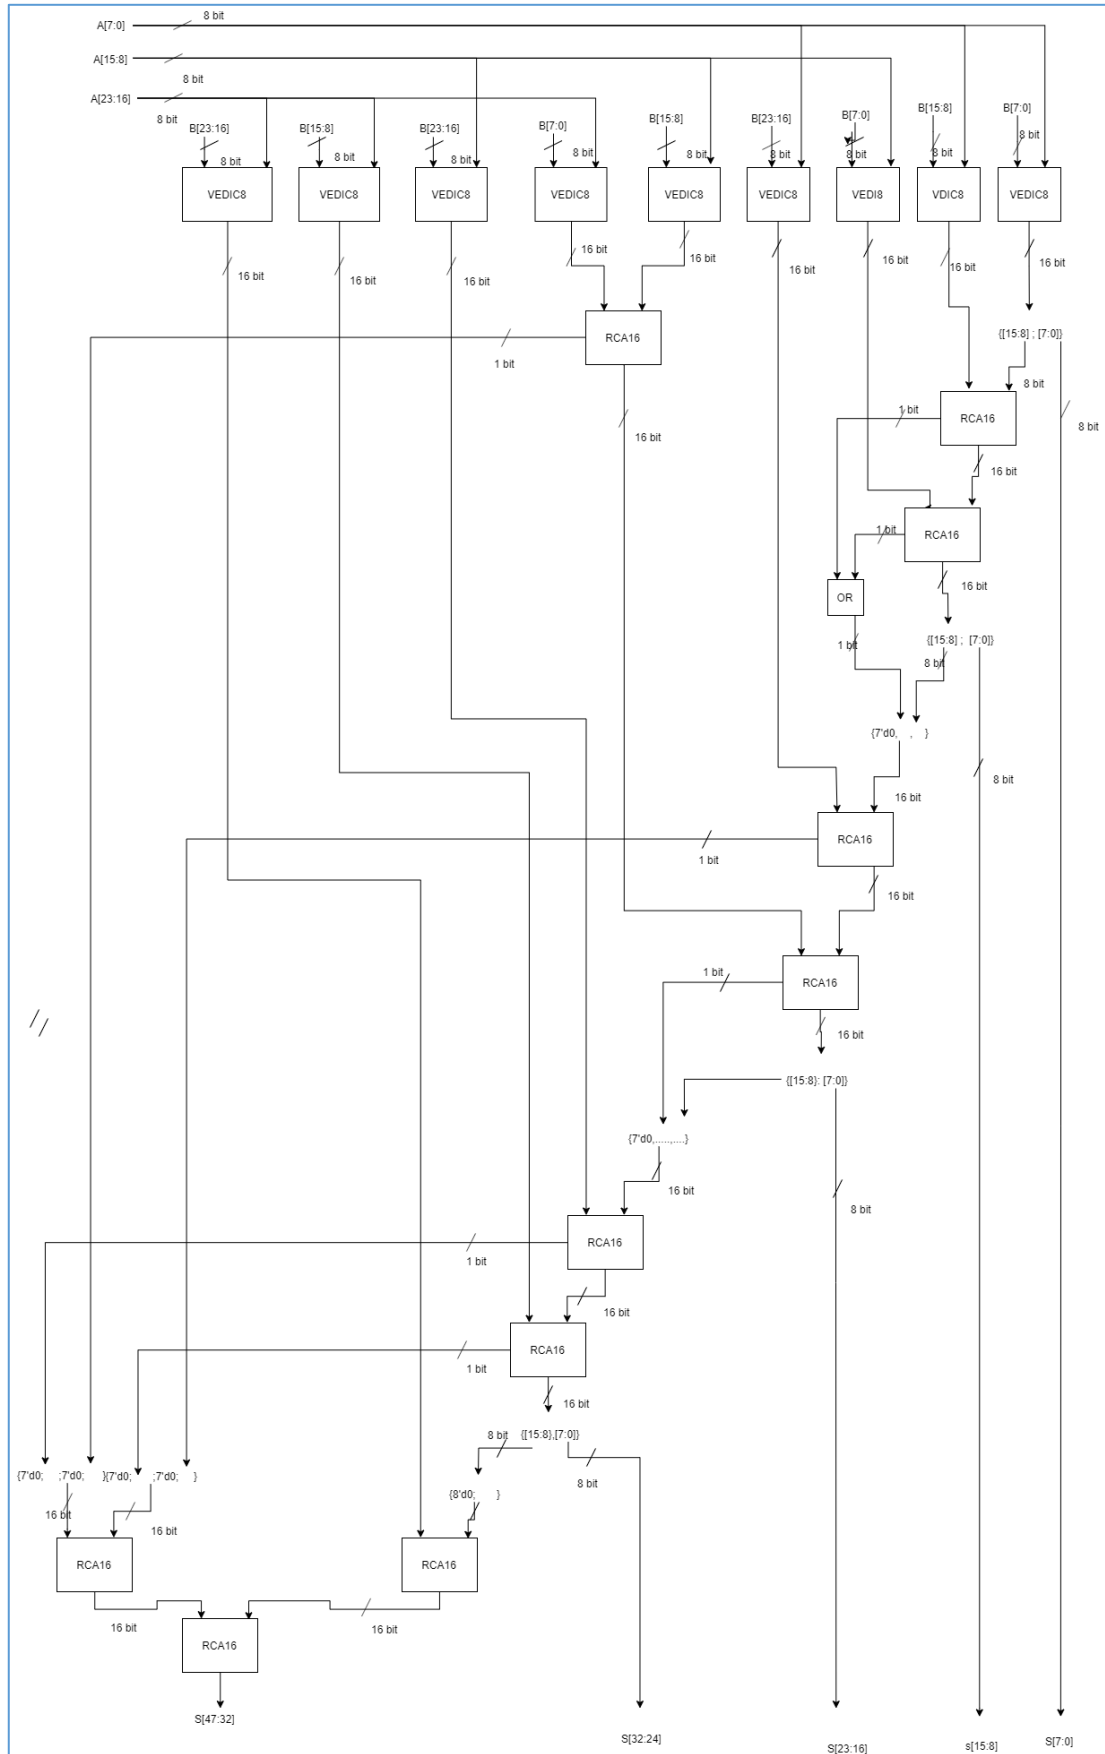 A[7:0]
8 bit
A[15:8]
8 bit
A[23:16]
8 bit
B[23:16]
B[15:8]
B[23:16]
B[7:0]
B[15:8]
B[23:16]
B[7:0]
B[15:8]
B[7:0]
8 bit
8 bit
8 bit
8 bit
8 bit
8 bit
8 bit
8 bit
8 bit
VEDIC8
VEDIC8
VEDIC8
VEDIC8
VEDIC8
VEDIC8
VEDI8
VDIC8
VEDIC8
16 bit
16 bit
16 bit
16 bit
16 bit
16 bit
16 bit
16 bit
16 bit
RCA16
1 bit
{[15:8] ; [7:0]}
8 bit
RCA16
1 bit
8 bit
16 bit
16 bit
RCA16
1 bit
16 bit
OR
1 bit
{[15:8] ; [7:0]}
8 bit
{7'd0, , }
8 bit
16 bit
RCA16
1 bit
16 bit
RCA16
1 bit
16 bit
{[15:8}: [7:0]}
{7'd0,.....,....}
16 bit
8 bit
RCA16
1 bit
16 bit
RCA16
1 bit
16 bit
8 bit
{[15:8},[7:0]}
8 bit
{7'd0; ;7'd0; }
{7'd0; ;7'd0; }
{8'd0; }
16 bit
16 bit
RCA16
RCA16
16 bit
16 bit
RCA16
S[47:32]
S[32:24]
S[23:16]
s[15:8]
S[7:0]